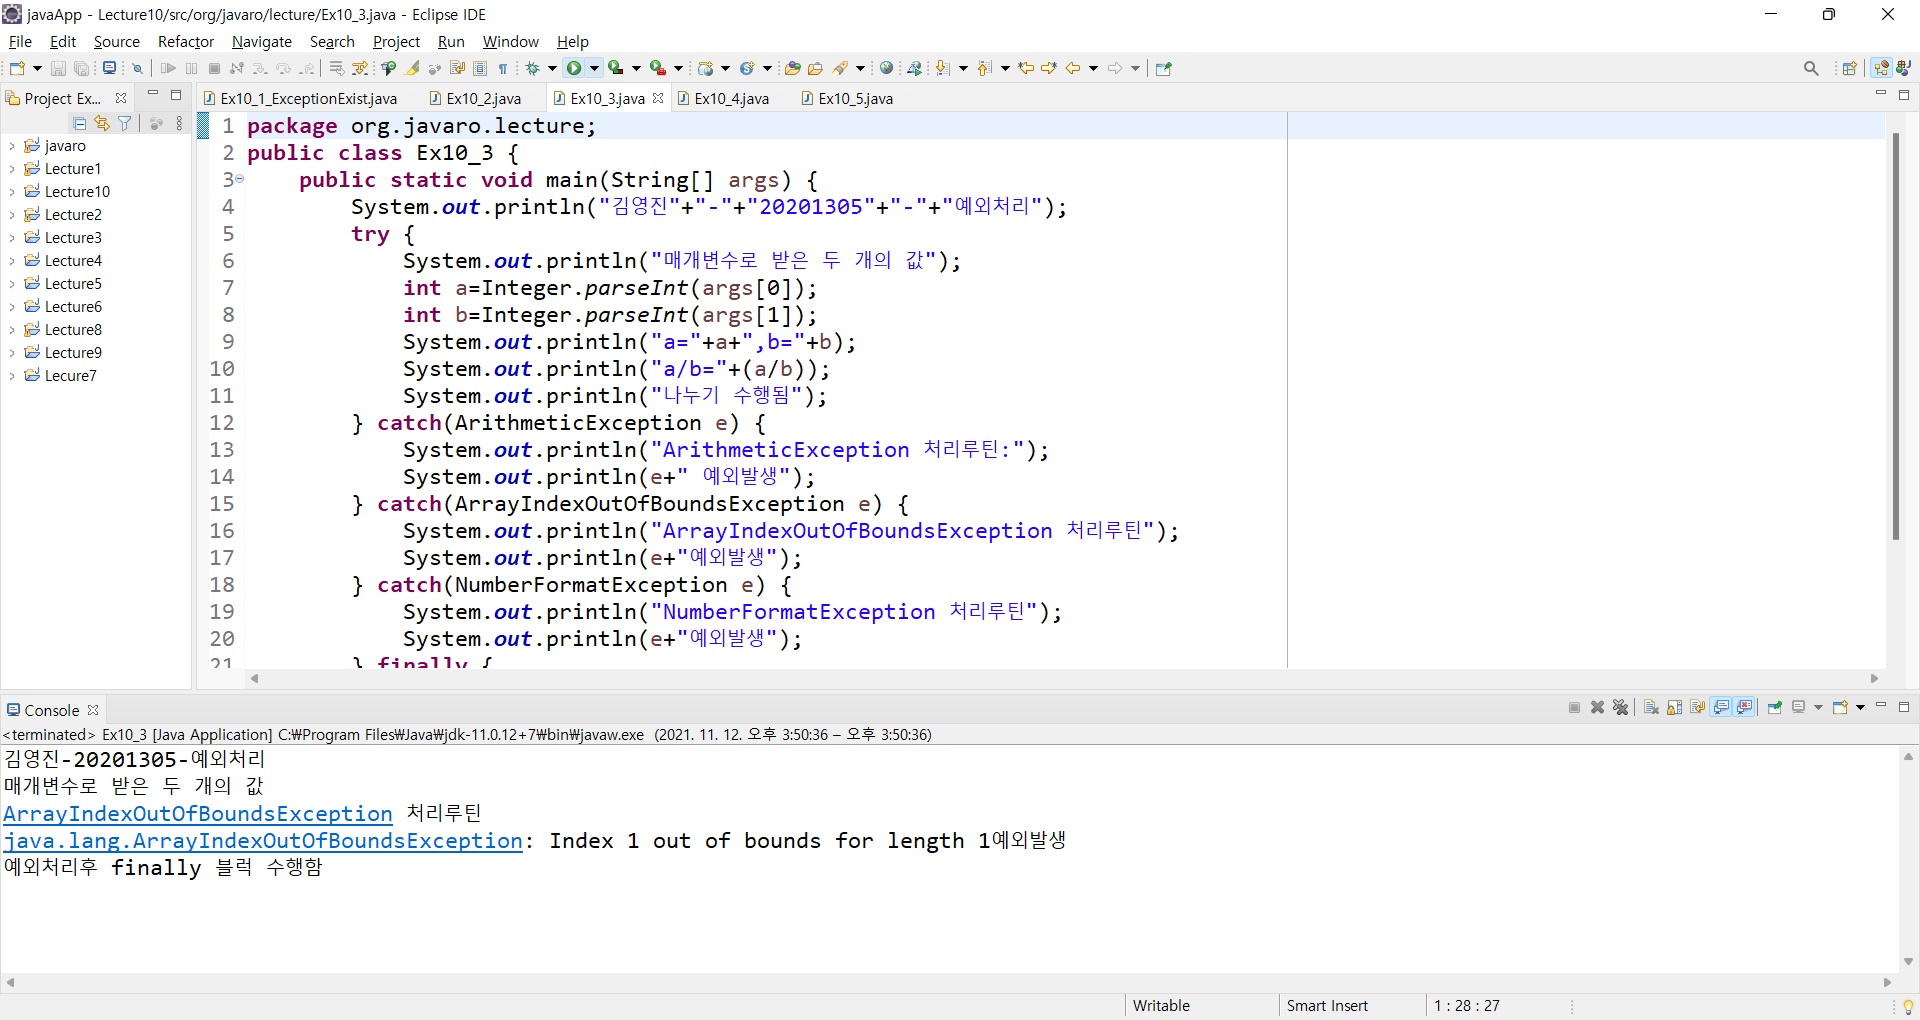 javaApp - Lecture10/src/org/javaro/lecture/Ex10_3.java - Eclipse IDE
File Edit Source Refactor Navigate Search Project Run Window Help
Project Ex...
Ex10_1_ExceptionExist.java Ex10_2.java Ex10_3.java Ex10_4.java Ex10_5.java
javaro
Lecture1
Lecture10
Lecture2
Lecture3
Lecture4
Lecture5
Lecture6
Lecture8
Lecture9
Lecure7
1 package org.javaro.lecture;
2 public class Ex10_3 {
3 public static void main(String[] args) {
4 System.out.println("김영진"+"-"+"20201305"+"-"+"예외처리");
5 try {
6 System.out.println("매개변수로 받은 두 개의 값");
7 int a=Integer.parseInt(args[0]);
8 int b=Integer.parseInt(args[1]);
9 System.out.println("a="+a+",b="+b);
10 System.out.println("a/b="+(a/b));
11 System.out.println("나누기 수행됨");
12 } catch(ArithmeticException e) {
13 System.out.println("ArithmeticException 처리루틴:");
14 System.out.println(e+" 예외발생");
15 } catch(ArrayIndexOutOfBoundsException e) {
16 System.out.println("ArrayIndexOutOfBoundsException 처리루틴");
17 System.out.println(e+"예외발생");
18 } catch(NumberFormatException e) {
19 System.out.println("NumberFormatException 처리루틴");
20 System.out.println(e+"예외발생");
21 } finally {
Console
<terminated> Ex10_3 [Java Application] C:₩Program Files₩Java₩jdk-11.0.12+7₩bin₩javaw.exe (2021. 11. 12. 오후 3:50:36 – 오후 3:50:36)
김영진-20201305-예외처리
매개변수로 받은 두 개의 값
ArrayIndexOutOfBoundsException 처리루틴
java.lang.ArrayIndexOutOfBoundsException: Index 1 out of bounds for length 1예외발생
예외처리후 finally 블럭 수행함
Writable Smart Insert 1 : 28 : 27